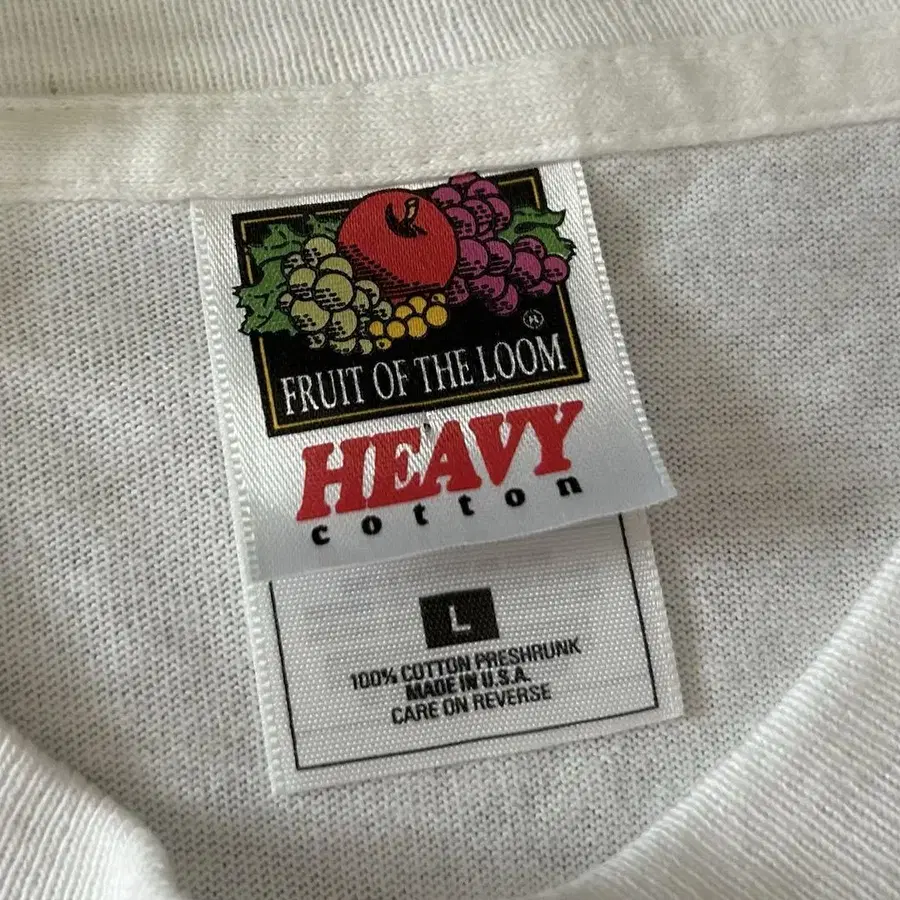 ®
FRUIT OF THE LOOM
HEAVY
cotton
L
100% COTTON PRESHRUNK
MADE IN U.S.A.
CARE ON REVERSE